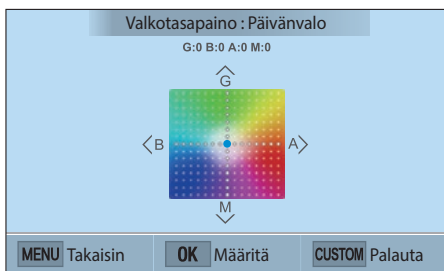 Valkotasapaino : Päivänvalo
G:0 B:0 A:0 M:0
G
B A
M
MENU Takaisin OK Määritä CUSTOM Palauta